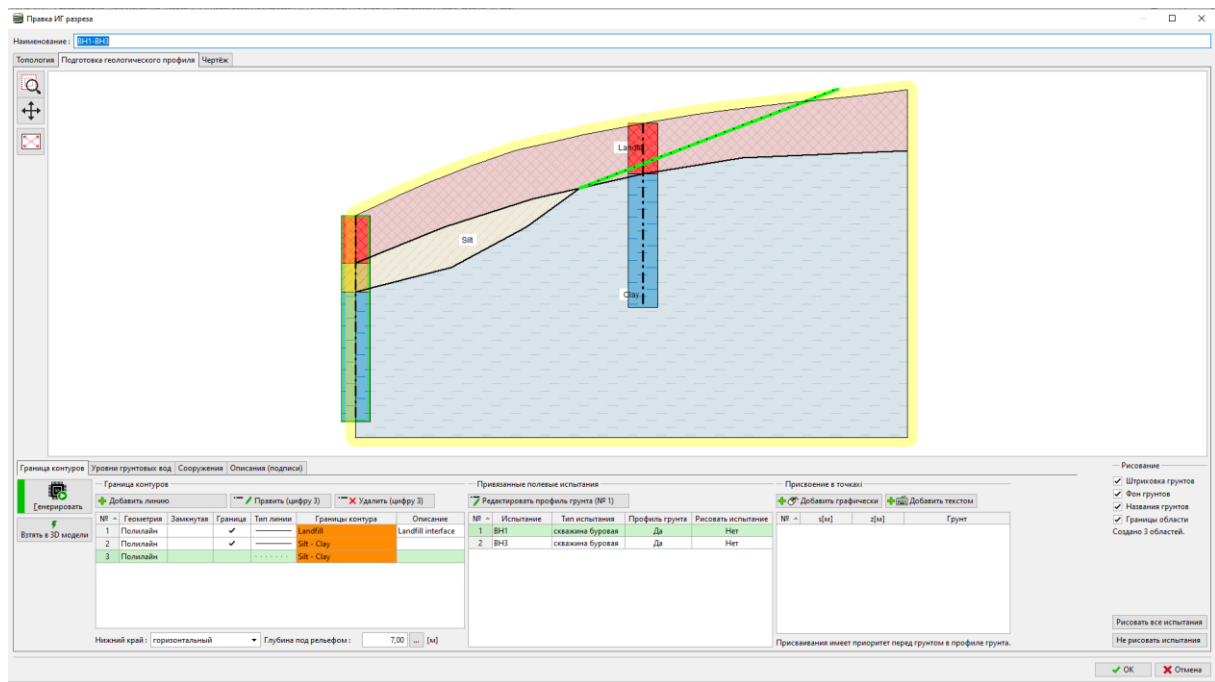 Правка ИГ разреза
Наименование : BH1-BH3
Топология Подготовка геологического профиля Чертёж
Landfill
Silt
Clay
Граница контуров Уровни грунтовых вод Сооружения Описания (подписи)
Генерировать
Взтять в 3D модели
Граница контуров
Добавить линию Править (цифру 3) Удалить (цифру 3)
№ Геометрия Замкнутая Граница Тип линии Границы контура Описание
1 Полилайн Landfill Landfill interface
2 Полилайн Silt - Clay
3 Полилайн Silt - Clay
Нижний край : горизонтальный Глубина под рельефом : 7,00 ... [м]
Привязанные полевые испытания
Редактировать профиль грунта (№ 1)
№ Испытание Тип испытания Профиль грунта Рисовать испытание
1 BH1 скважина буровая Да Нет
2 BH3 скважина буровая Да Нет
Присвоение в точкахі
Добавить графически Добавить текстом
№ s[м] z[м] Грунт
Присваивания имеет приоритет перед грунтом в профиле грунта.
Рисование
Штриховка грунтов
Фон грунтов
Названия грунтов
Границы области
Создано 3 областей.
Рисовать все испытания
Не рисовать испытания
OK Отмена